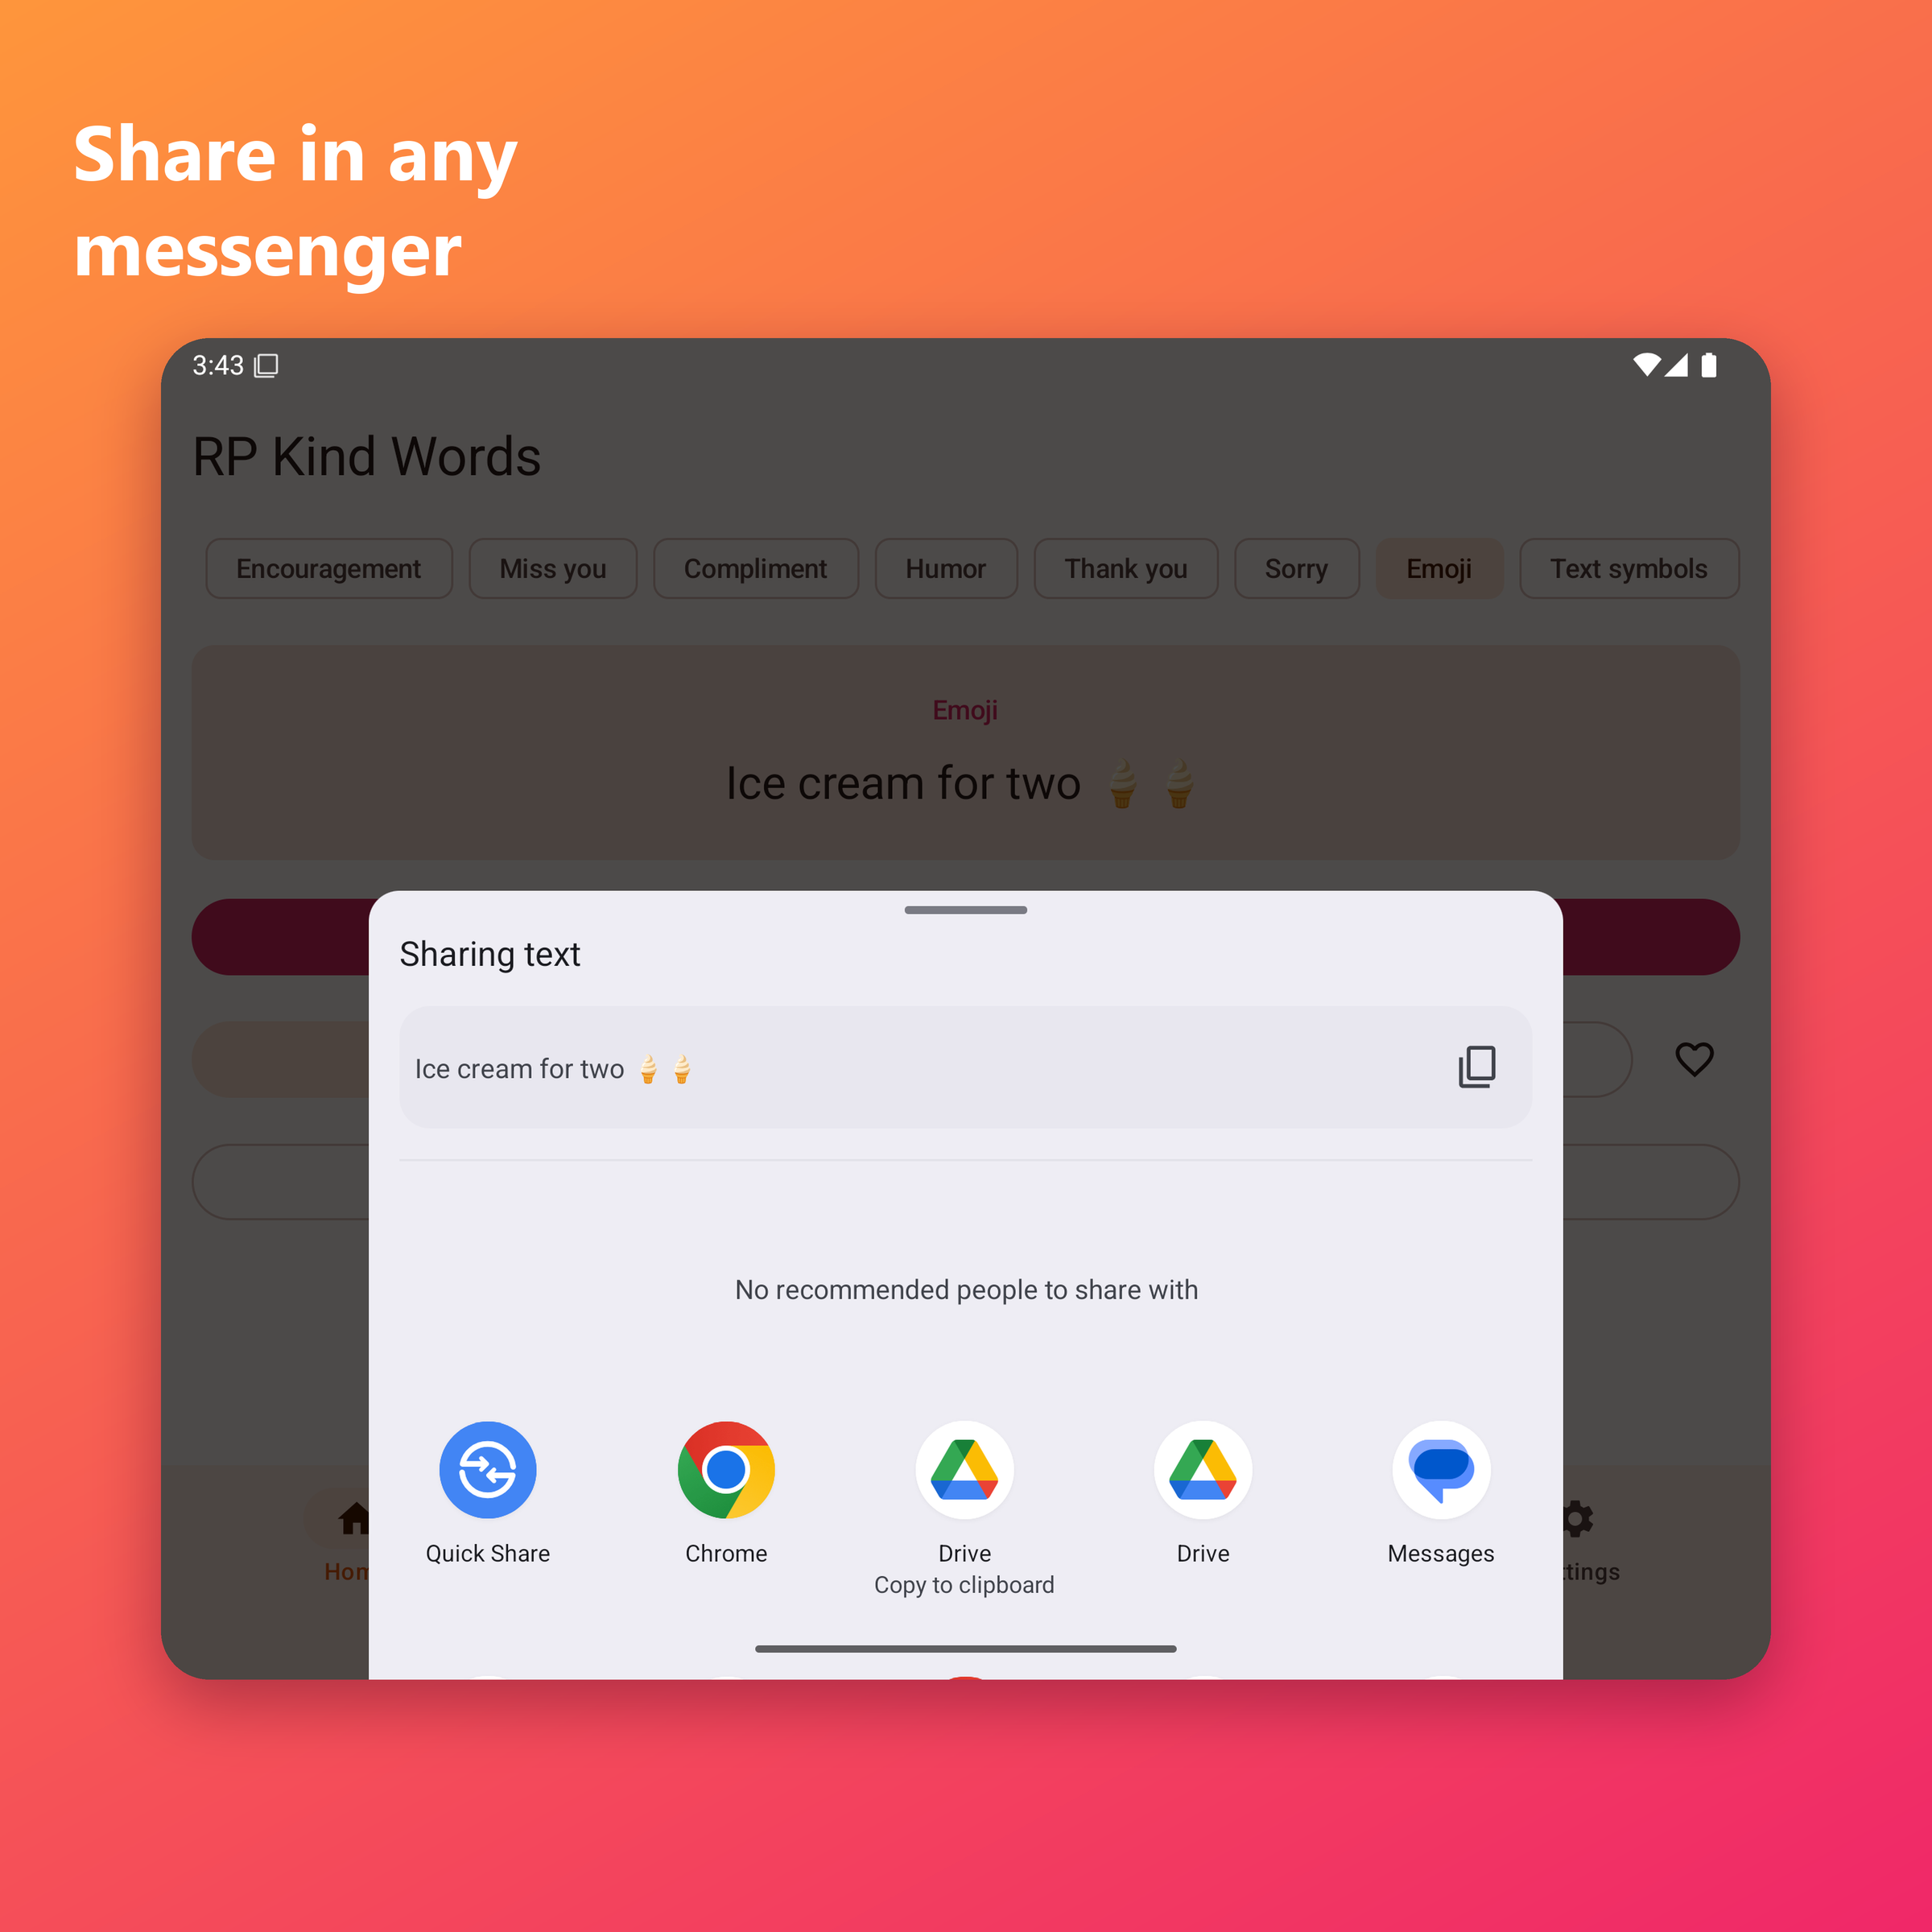 Share in any
messenger
3:43
RP Kind Words
Encouragement Miss you Compliment Humor Thank you Sorry Emoji Text symbols
Emoji
Ice cream for two 🍦 🍦
Sharing text
Ice cream for two 🍦 🍦
No recommended people to share with
Quick Share Chrome Drive Drive Messages
Copy to clipboard